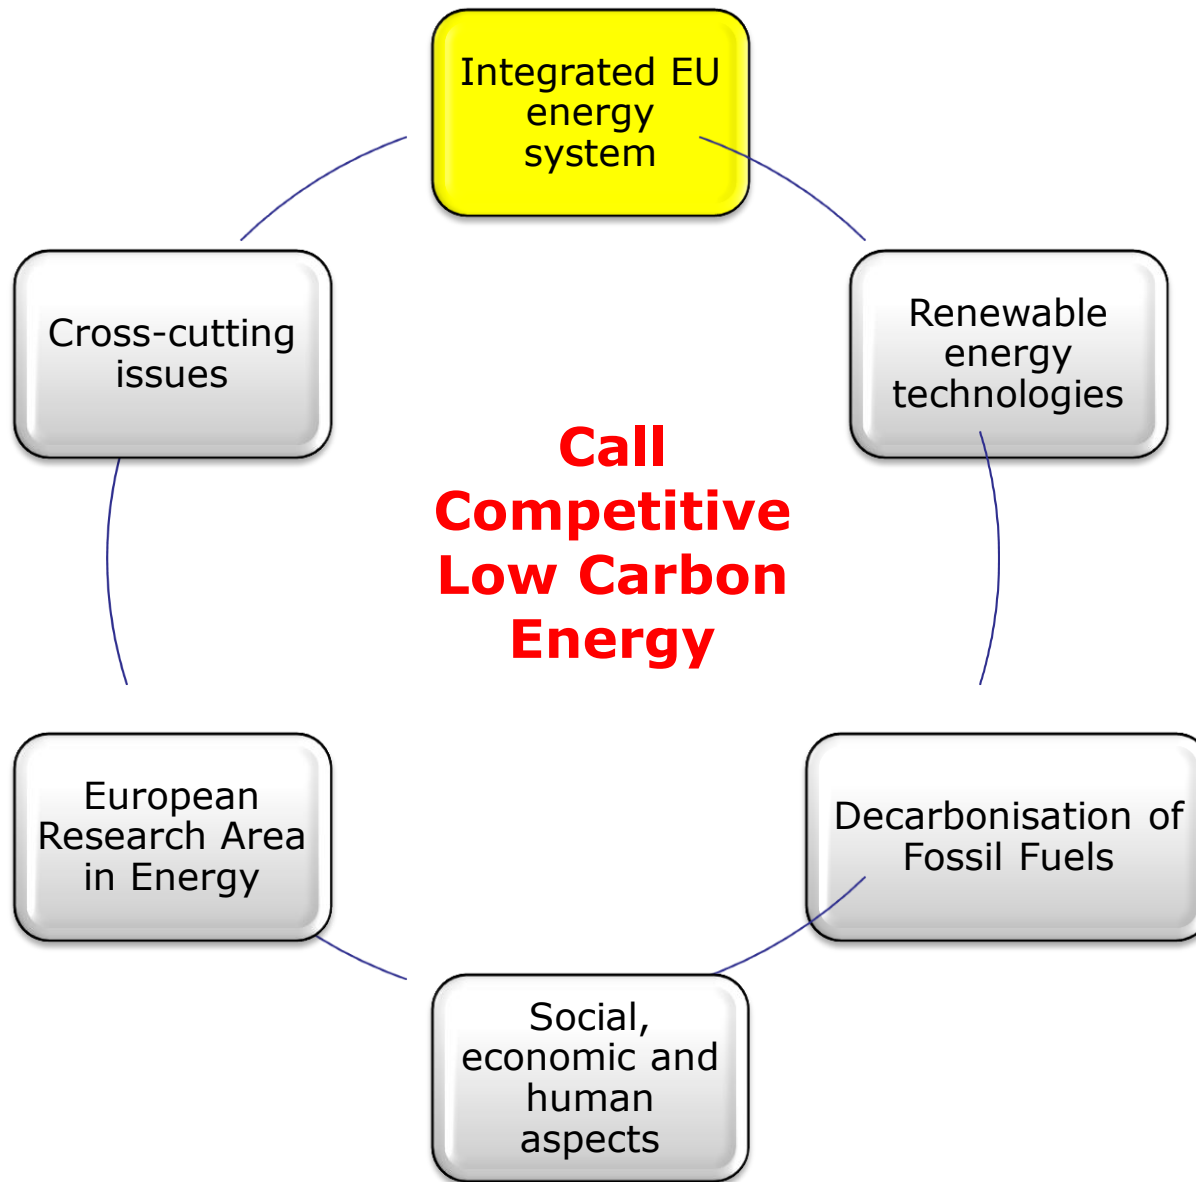 Integrated EU
energy
system
Cross-cutting
issues
Renewable
energy
technologies
Call
Competitive
Low Carbon
Energy
European
Research Area
in Energy
Decarbonisation of
Fossil Fuels
Social,
economic and
human
aspects